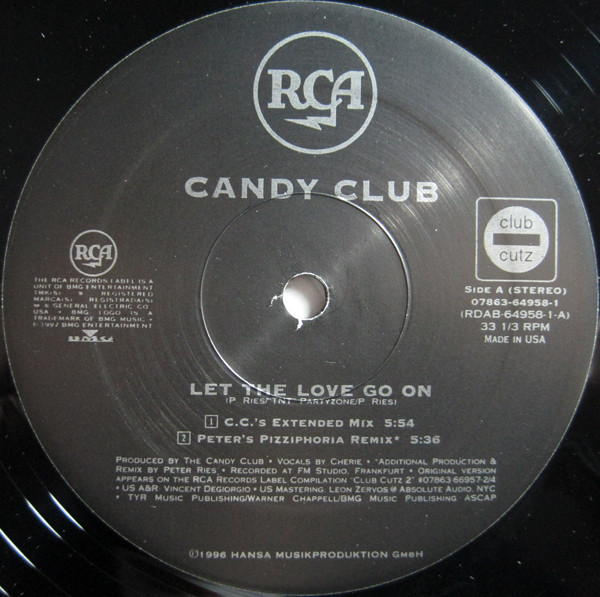 RCA
CANDY CLUB
RCA
THE RCA RECORDS LABEL IS A
UNIT OF BMG ENTERTAINMENT
TMK(S) ® REGISTERED
MARCA(S) REGISTRADA(S)
GENERAL ELECTRIC CO.
USA • BMG LOGO IS A
TRADEMARK OF BMG MUSIC •
© 1997 BMG ENTERTAINMENT
BMG
club
cutz
SIDE A (STEREO)
07863-64958-1
(RDAB-64958-1-A)
33 1/3 RPM
MADE IN USA
LET THE LOVE GO ON
(P. RIES/TNT PARTYZONE/P. RIES)
1 C.C.'S EXTENDED MIX 5:54
2 PETER'S PIZZIPHORIA REMIX* 5:36
PRODUCED BY THE CANDY CLUB • VOCALS BY CHERIE • *ADDITIONAL PRODUCTION &
REMIX BY PETER RIES • RECORDED AT FM STUDIO, FRANKFURT • ORIGINAL VERSION
APPEARS ON THE RCA RECORDS LABEL COMPILATION "CLUB CUTZ 2" #07863-66957-2/4
• US A&R: VINCENT DEGIORGIO • US MASTERING: LEON ZERVOS @ ABSOLUTE AUDIO, NYC
• TYR MUSIC PUBLISHING/WARNER CHAPPELL/BMG MUSIC PUBLISHING ASCAP
℗1996 HANSA MUSIKPRODUKTION GMBH